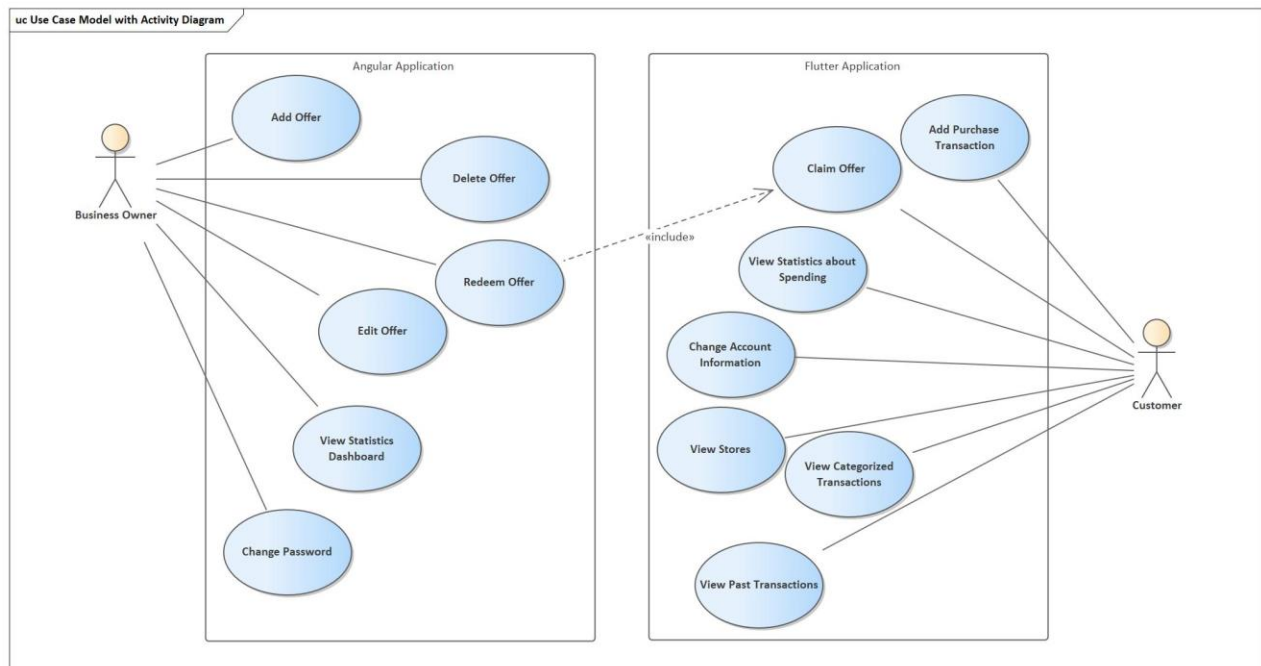 uc Use Case Model with Activity Diagram
Angular Application
Add Offer
Delete Offer
Business Owner
Redeem Offer
Edit Offer
View Statistics
Dashboard
Change Password
«include»
Flutter Application
Add Purchase
Transaction
Claim Offer
View Statistics about
Spending
Change Account
Information
Customer
View Stores
View Categorized
Transactions
View Past Transactions